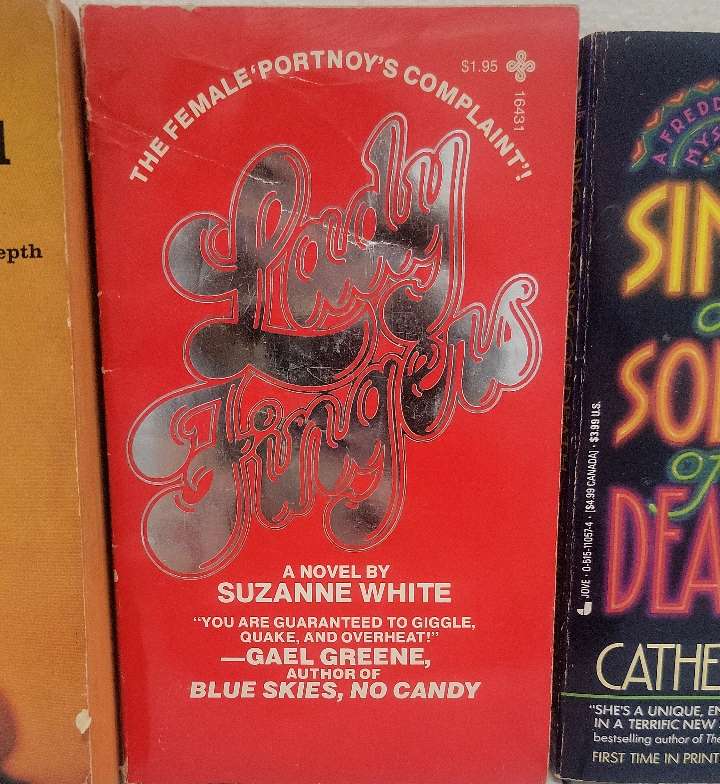 epth
THE FEMALE 'PORTNOY'S COMPLAINT'!
$1.95
16431
Lady
Fingers
A NOVEL BY
SUZANNE WHITE
"YOU ARE GUARANTEED TO GIGGLE,
QUAKE, AND OVERHEAT!"
—GAEL GREENE,
AUTHOR OF
BLUE SKIES, NO CANDY
JOVE · 0-515-11057-4 · [$4.99 CANADA] · $3.99 U.S.
A FREDD
MYS
SIN
SO
of
DEA
CATHE
"SHE'S A UNIQUE, EN
IN A TERRIFIC NEW
bestselling author of The
FIRST TIME IN PRINT